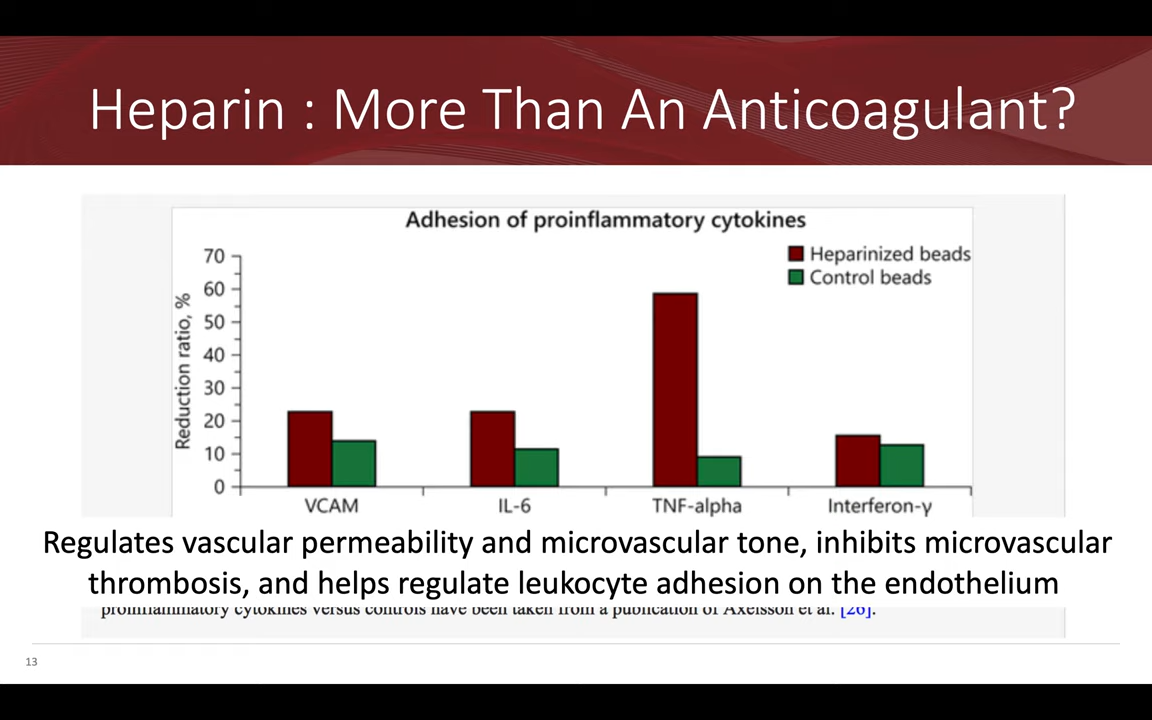 Heparin : More Than An Anticoagulant?
Adhesion of proinflammatory cytokines
Heparinized beads
Control beads
Reduction ratio, %
70
60
50
40
30
20
10
0
VCAM IL-6 TNF-alpha Interferon-γ
Regulates vascular permeability and microvascular tone, inhibits microvascular
thrombosis, and helps regulate leukocyte adhesion on the endothelium
proinflammatory cytokines versus controls have been taken from a publication of Axelsson et al. [26].
13